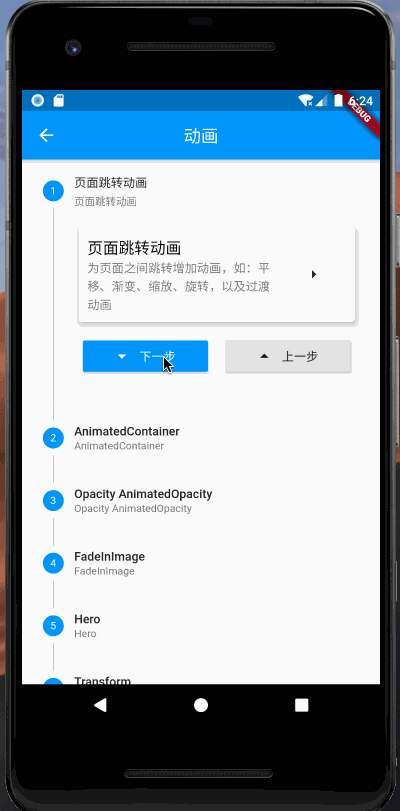 6:24
DEBUG
动画
1
页面跳转动画
页面跳转动画
页面跳转动画
为页面之间跳转增加动画，如：平
移、渐变、缩放、旋转，以及过渡
动画
下一步
上一步
2
AnimatedContainer
AnimatedContainer
3
Opacity AnimatedOpacity
Opacity AnimatedOpacity
4
FadeInImage
FadeInImage
5
Hero
Hero
Transform